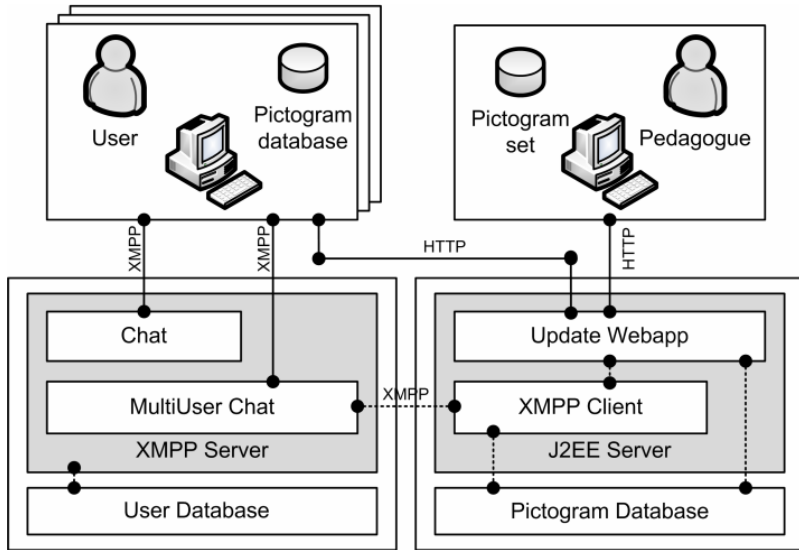 User
Pictogram
database
Pictogram
set
Pedagogue
XMPP
XMPP
HTTP
HTTP
Chat
Update Webapp
MultiUser Chat
XMPP
XMPP Client
XMPP Server
J2EE Server
User Database
Pictogram Database